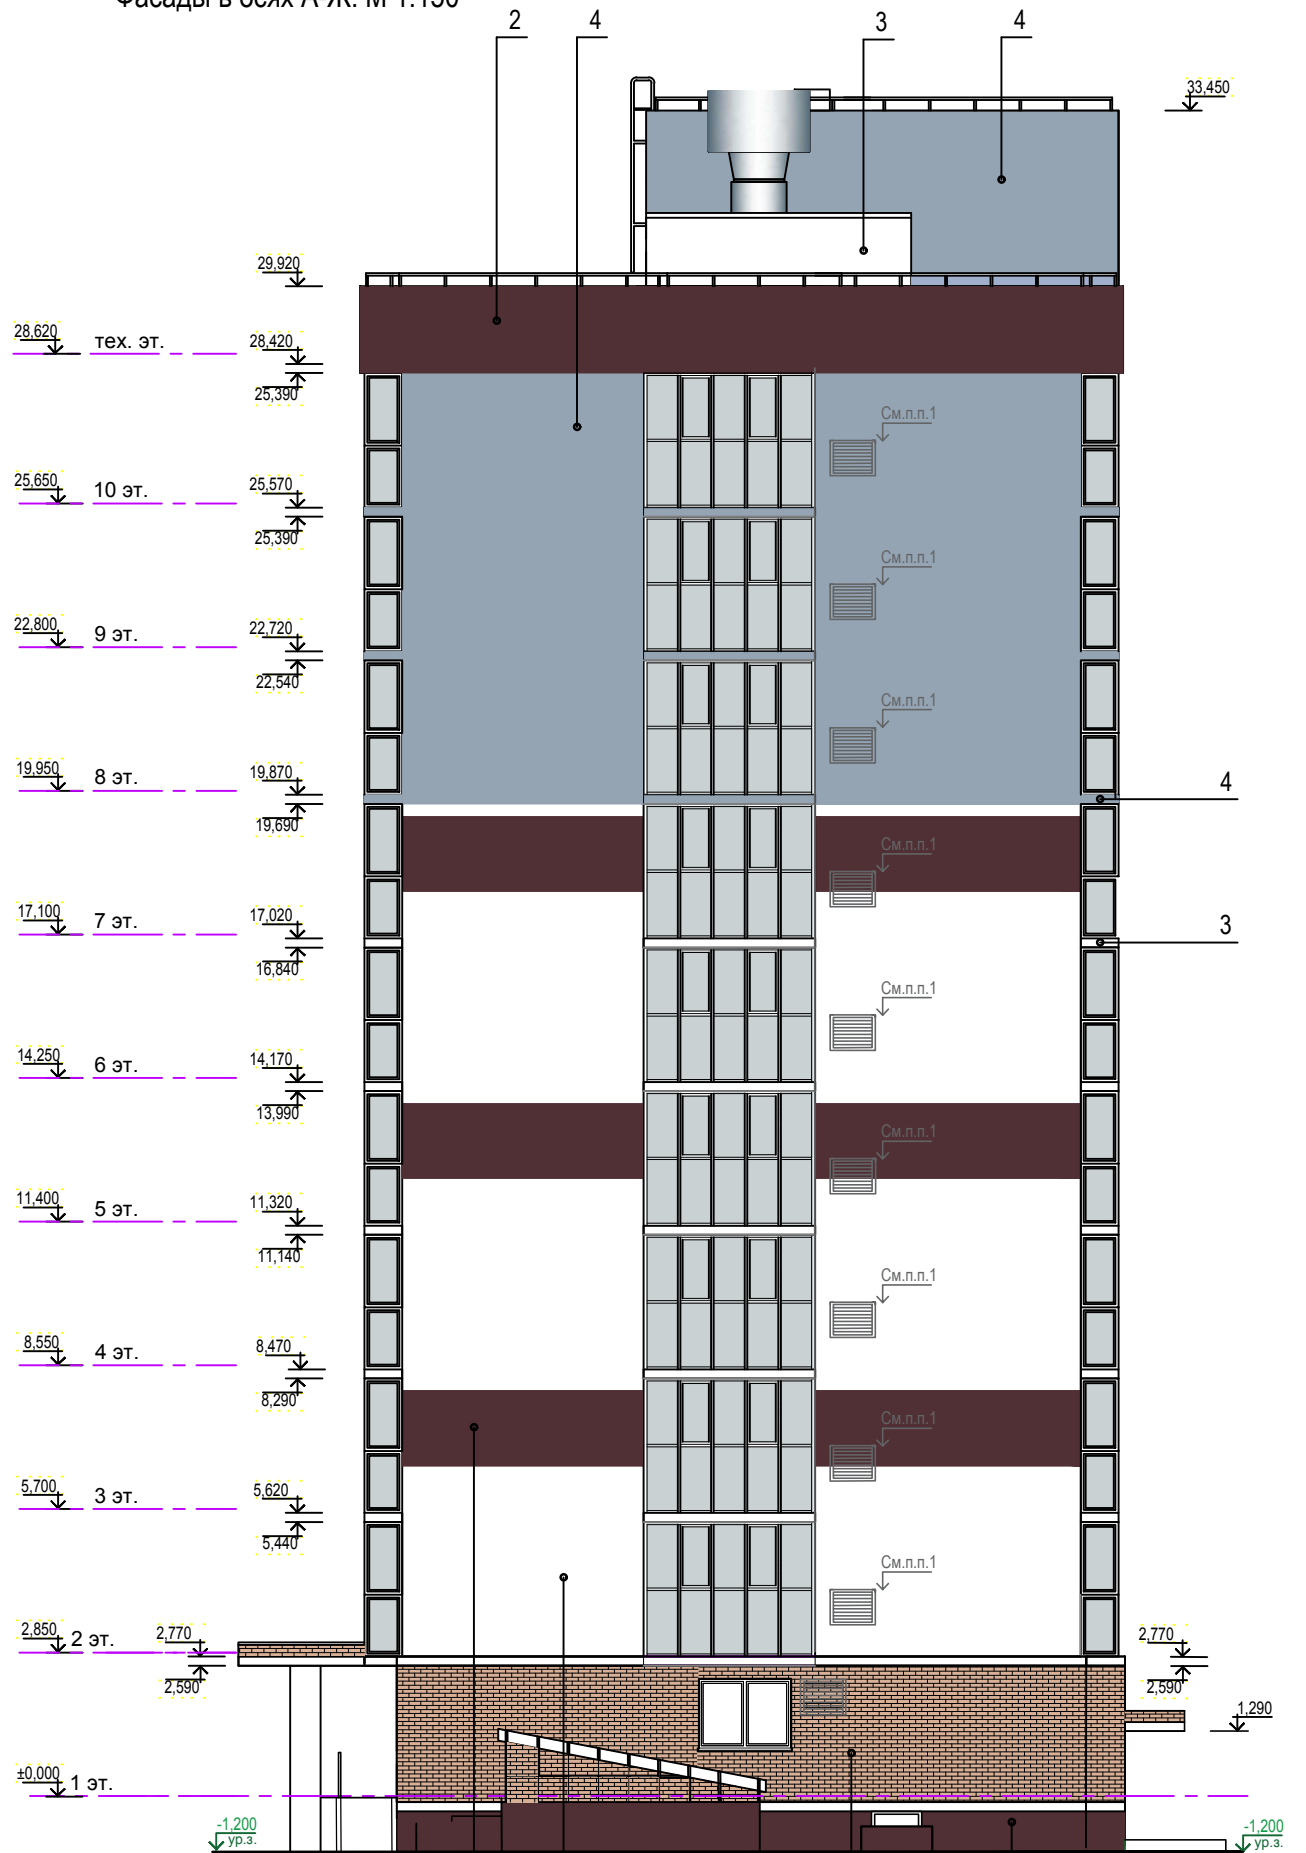 Фасады в осях А-Ж. М 1:150
2
4
3
4
33,450
29,920
28,620
тех. эт.
28,420
25,390
См.п.п.1
25,650
10 эт.
25,570
25,390
См.п.п.1
22,800
9 эт.
22,720
22,540
См.п.п.1
19,950
8 эт.
19,870
4
19,690
См.п.п.1
17,100
7 эт.
17,020
3
16,840
См.п.п.1
14,250
6 эт.
14,170
13,990
См.п.п.1
11,400
5 эт.
11,320
11,140
См.п.п.1
8,550
4 эт.
8,470
8,290
См.п.п.1
5,700
3 эт.
5,620
5,440
См.п.п.1
2,850
2 эт.
2,770
2,770
2,590
2,590
1,290
±0,000
1 эт.
-1,200
ур.з.
-1,200
ур.з.